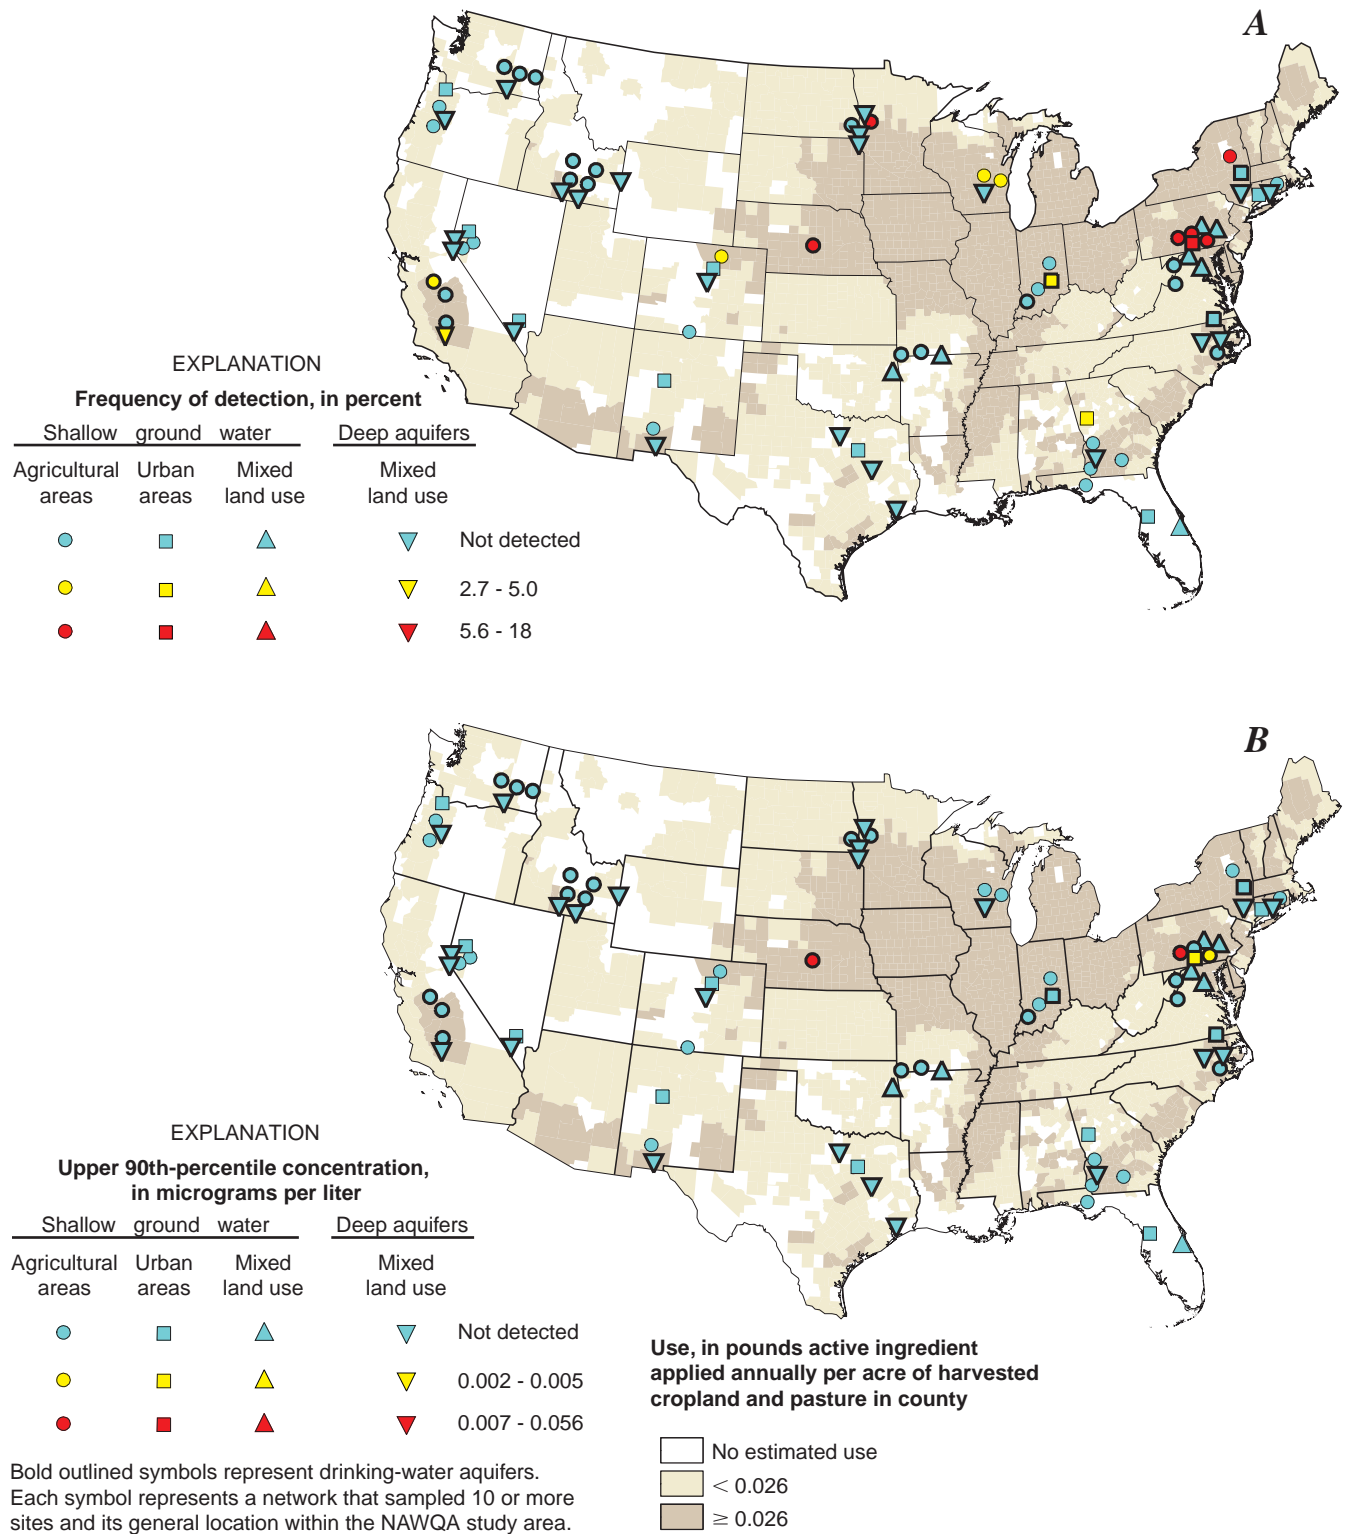 A
EXPLANATION
Frequency of detection, in percent
Shallow ground water
Deep aquifers
Agricultural areas
Urban areas
Mixed land use
Mixed land use
Not detected
2.7 - 5.0
5.6 - 18
B
EXPLANATION
Upper 90th-percentile concentration,
in micrograms per liter
Shallow ground water
Deep aquifers
Agricultural areas
Urban areas
Mixed land use
Mixed land use
Not detected
0.002 - 0.005
0.007 - 0.056
Bold outlined symbols represent drinking-water aquifers.
Each symbol represents a network that sampled 10 or more
sites and its general location within the NAWQA study area.
Use, in pounds active ingredient
applied annually per acre of harvested
cropland and pasture in county
No estimated use
< 0.026
≥ 0.026